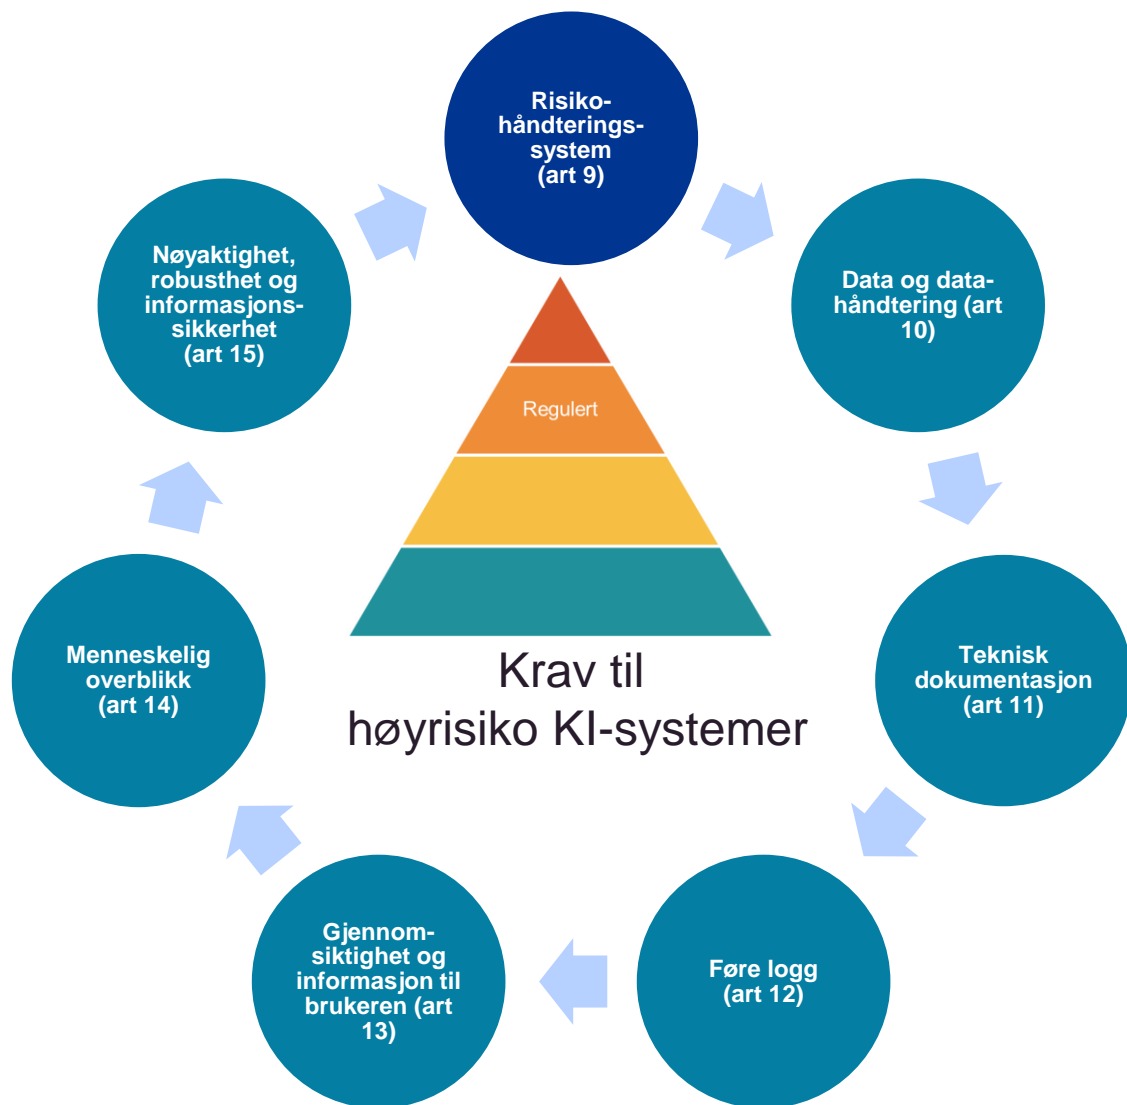 Risiko-
håndterings-
system
(art 9)
Data og data-
håndtering (art
10)
Teknisk
dokumentasjon
(art 11)
Føre logg
(art 12)
Gjennom-
siktighet og
informasjon til
brukeren (art
13)
Menneskelig
overblikk
(art 14)
Nøyaktighet,
robusthet og
informasjons-
sikkerhet
(art 15)
Regulert
Krav til
høyrisiko KI-systemer